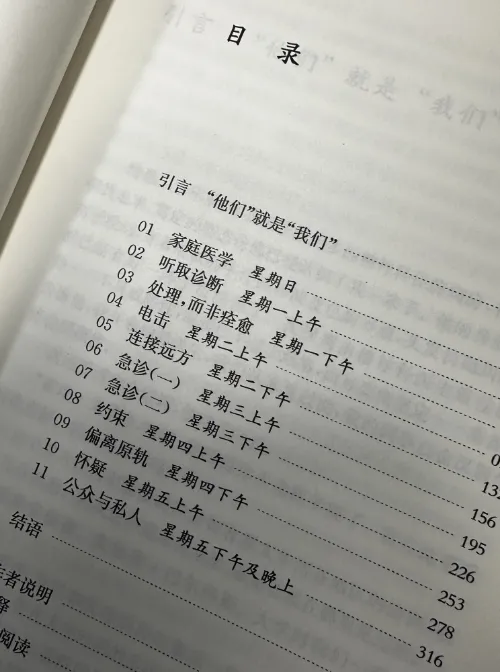 目 录
引言 “他们”就是“我们”
01 家庭医学 星期日
02 听取诊断 星期一上午
03 处理,而非痊愈 星期一下午
04 电击 星期二上午 0
05 连接远方 星期二下午 13
06 急诊(一) 星期三上午 156
07 急诊(二) 星期三下午 195
08 约束 星期四上午 226
09 偏离原轨 星期四下午 253
10 怀疑 星期五上午 278
11 公众与私人 星期五下午及晚上 316
结语
者说明
释
阅读